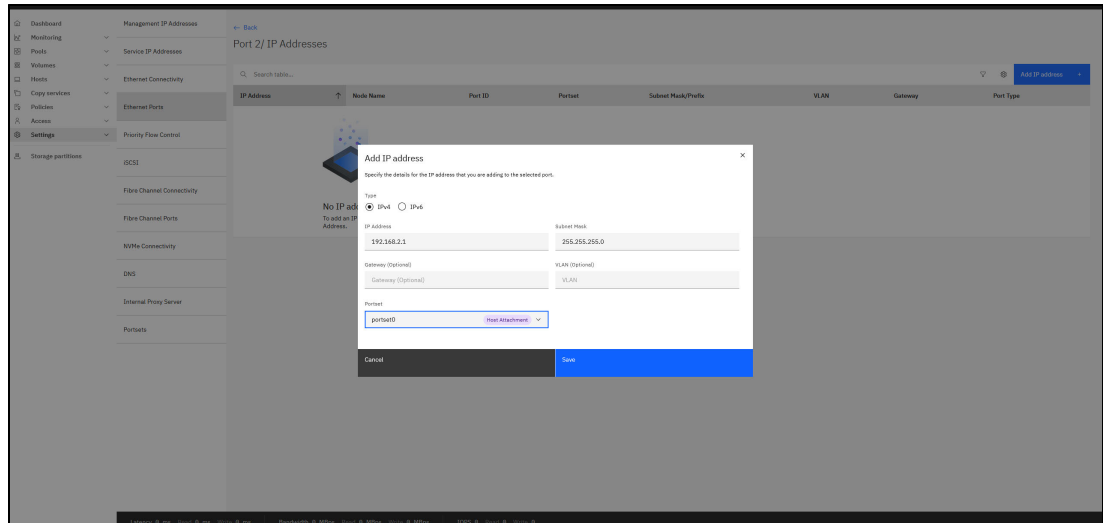 Dashboard
Monitoring
Pools
Volumes
Hosts
Copy services
Policies
Access
Settings
Storage partitions
Management IP Addresses
Service IP Addresses
Ethernet Connectivity
Ethernet Ports
Priority Flow Control
iSCSI
Fibre Channel Connectivity
Fibre Channel Ports
NVMe Connectivity
DNS
Internal Proxy Server
Portsets
← Back
Port 2/ IP Addresses
Search table...
Add IP address +
IP Address ↑ Node Name Port ID Portset Subnet Mask/Prefix VLAN Gateway Port Type
No IP add
To add an IP
Address.
Add IP address
Specify the details for the IP address that you are adding to the selected port.
Type
IPv4 IPv6
IP Address Subnet Mask
192.168.2.1 255.255.255.0
Gateway (Optional) VLAN (Optional)
Gateway (Optional) VLAN
Portset
portset0 Host Attachment
Cancel Save